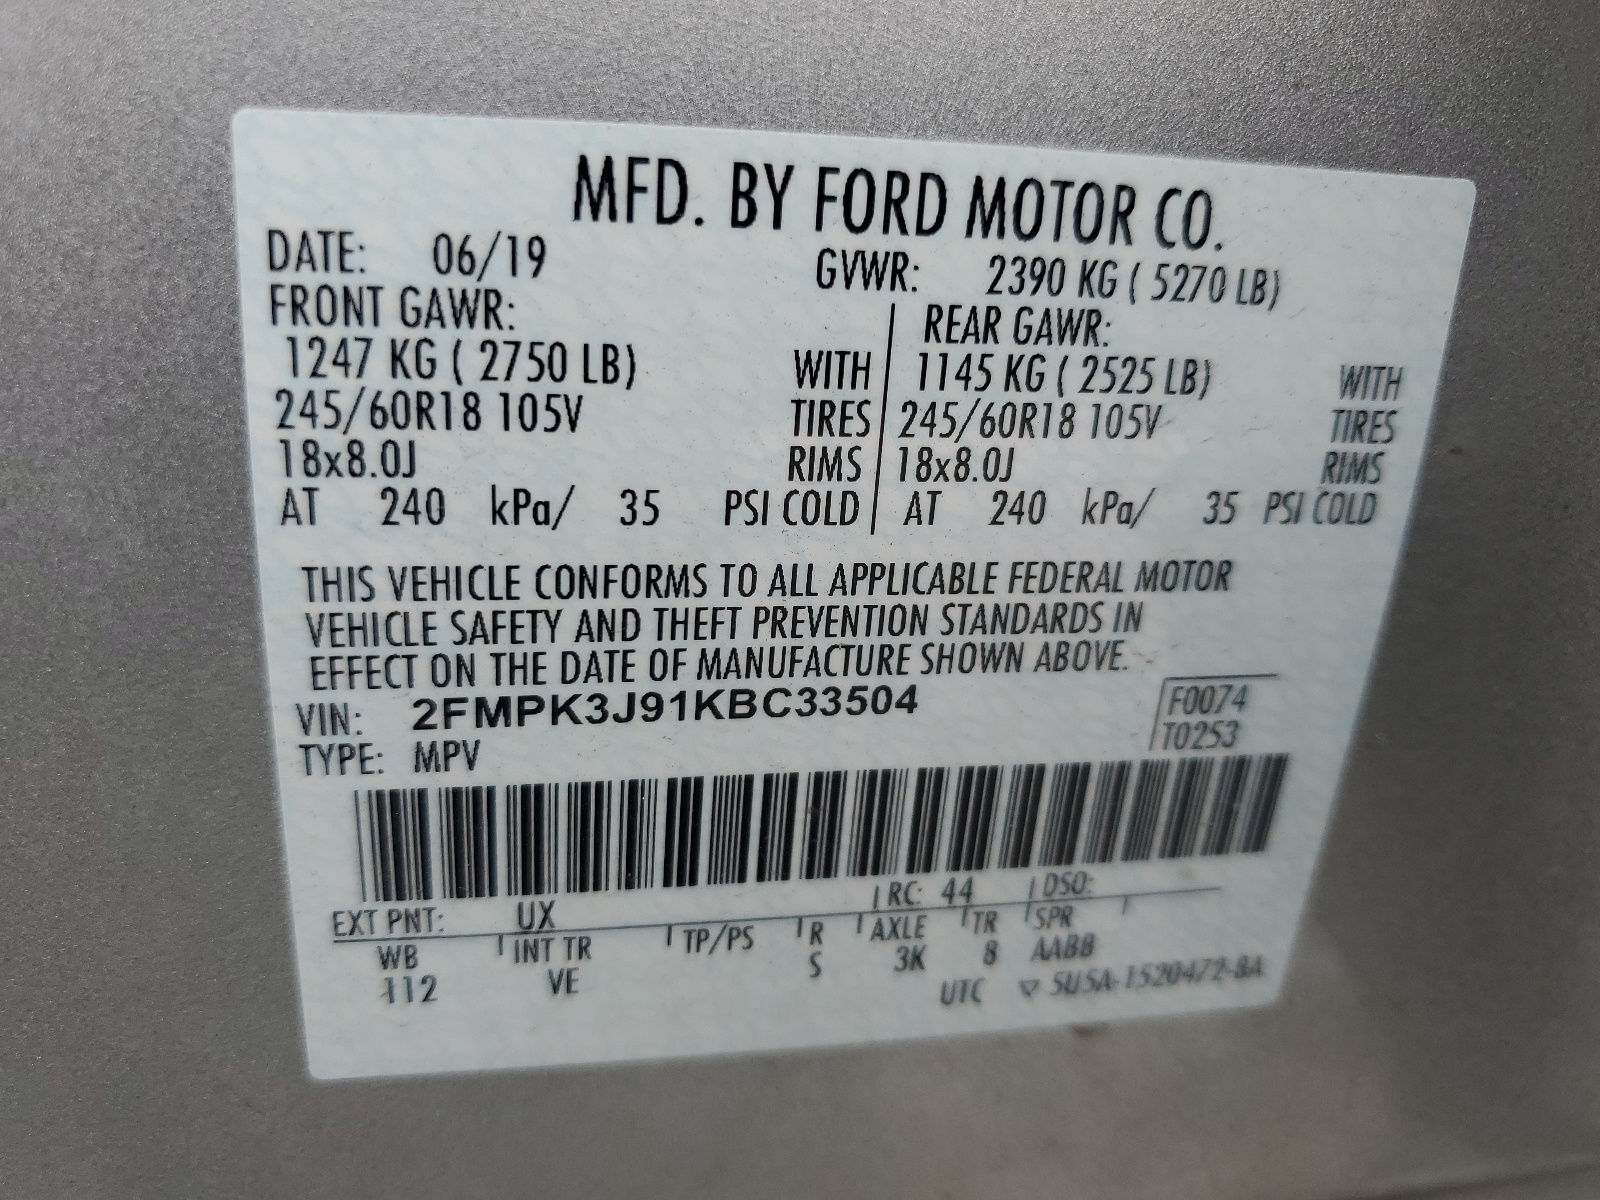 MFD. BY FORD MOTOR CO.
DATE: 06/19 GVWR: 2390 KG ( 5270 LB)
FRONT GAWR: REAR GAWR:
1247 KG ( 2750 LB) WITH 1145 KG ( 2525 LB) WITH
245/60R18 105V TIRES 245/60R18 105V TIRES
18x8.0J RIMS 18x8.0J RIMS
AT 240 kPa/ 35 PSI COLD AT 240 kPa/ 35 PSI COLD
THIS VEHICLE CONFORMS TO ALL APPLICABLE FEDERAL MOTOR
VEHICLE SAFETY AND THEFT PREVENTION STANDARDS IN
EFFECT ON THE DATE OF MANUFACTURE SHOWN ABOVE.
VIN: 2FMPK3J91KBC33504 F0074
TYPE: MPV T0253
EXT PNT: UX RC: 44 DSO:
WB INT TR TP/PS R AXLE TR SPR
112 VE S 3K 8 AABB
UTC 5U5A-1520472-BA